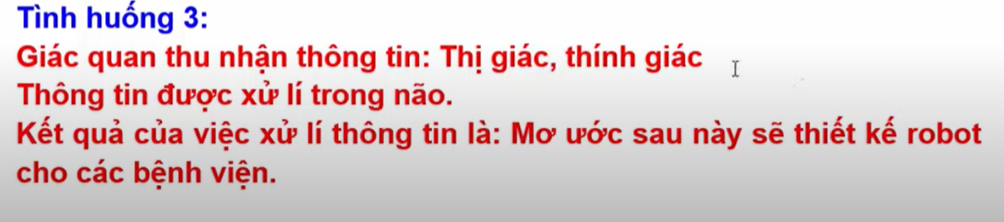 Tình huống 3:
Giác quan thu nhận thông tin: Thị giác, thính giác
Thông tin được xử lí trong não.
Kết quả của việc xử lí thông tin là: Mơ ước sau này sẽ thiết kế robot
cho các bệnh viện.